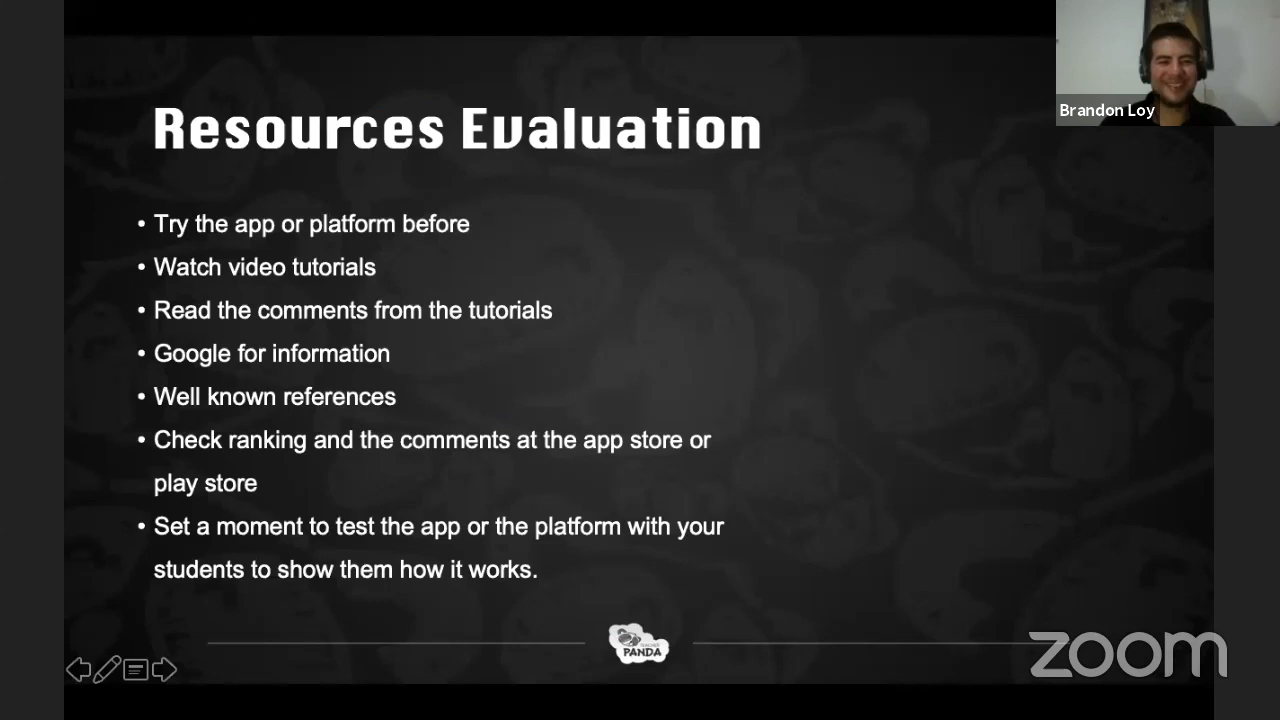 Resources Evaluation
Brandon Loy
• Try the app or platform before
• Watch video tutorials
• Read the comments from the tutorials
• Google for information
• Well known references
• Check ranking and the comments at the app store or
play store
• Set a moment to test the app or the platform with your
students to show them how it works.
PANDA
zoom